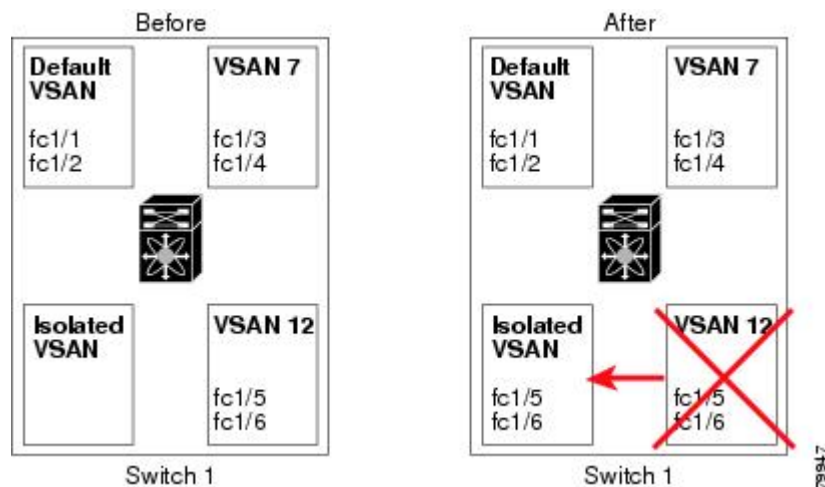 Before
Default
VSAN
fc1/1
fc1/2
VSAN 7
fc1/3
fc1/4
Isolated
VSAN
VSAN 12
fc1/5
fc1/6
Switch 1
After
Default
VSAN
fc1/1
fc1/2
VSAN 7
fc1/3
fc1/4
Isolated
VSAN
fc1/5
fc1/6
VSAN 12
fc1/5
fc1/6
Switch 1